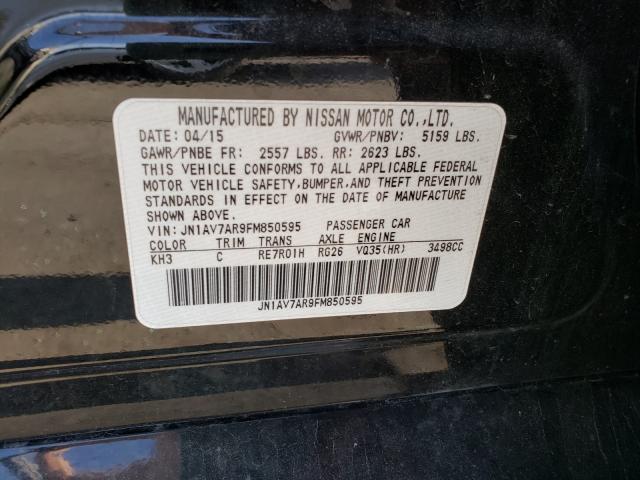 MANUFACTURED BY NISSAN MOTOR CO.,LTD.
DATE: 04/15 GVWR/PNBV: 5159 LBS.
GAWR/PNBE FR: 2557 LBS. RR: 2623 LBS.
THIS VEHICLE CONFORMS TO ALL APPLICABLE FEDERAL
MOTOR VEHICLE SAFETY, BUMPER, AND THEFT PREVENTION
STANDARDS IN EFFECT ON THE DATE OF MANUFACTURE
SHOWN ABOVE.
VIN: JN1AV7AR9FM850595 PASSENGER CAR
COLOR TRIM TRANS AXLE ENGINE
KH3 C RE7R01H RG26 VQ35(HR) 3498CC
JN1AV7AR9FM850595